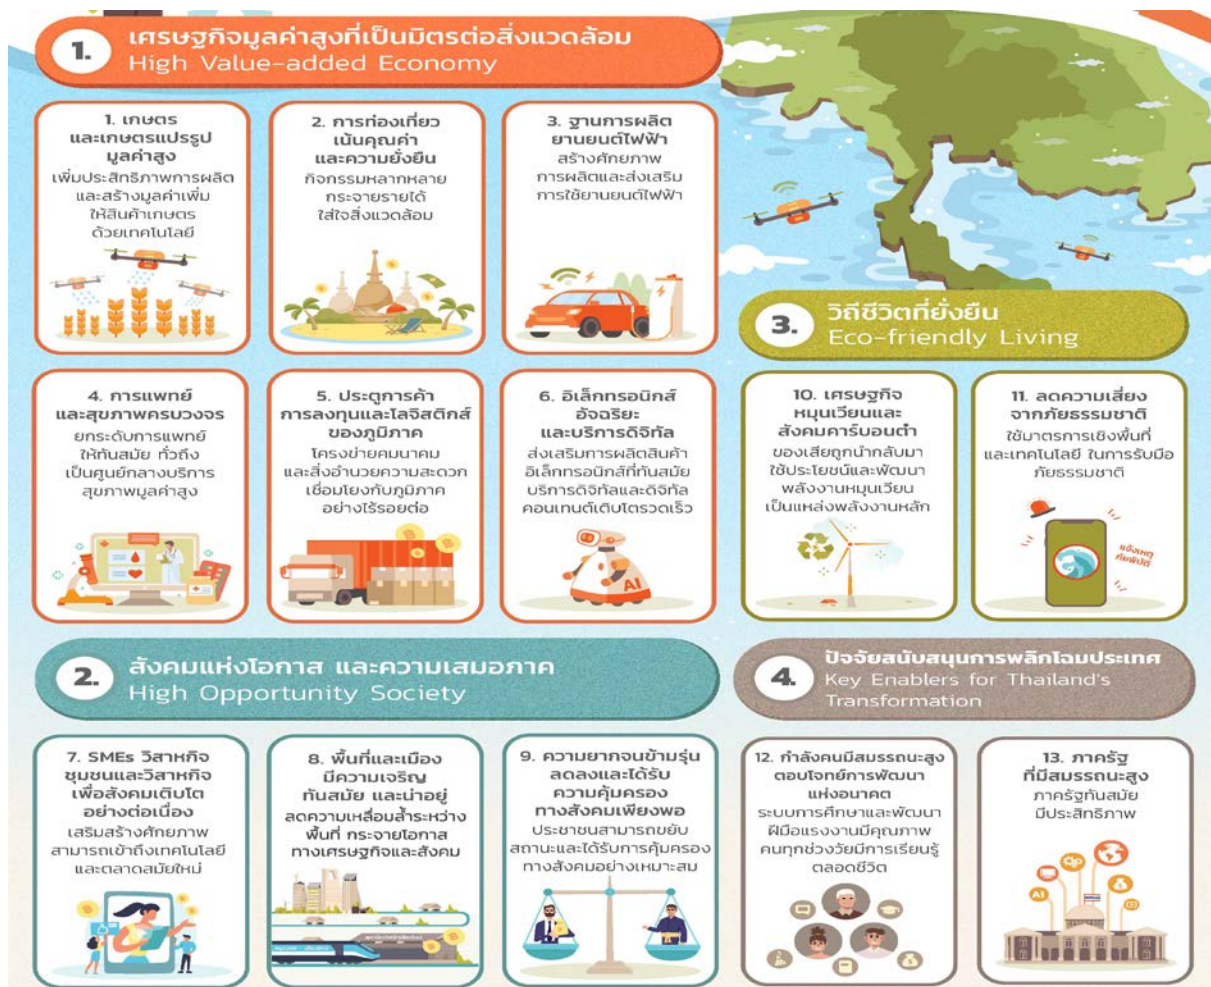 1.
เศรษฐกิจมูลค่าสูงที่เป็นมิตรต่อสิ่งแวดล้อม
High Value-added Economy
1. เกษตร
และเกษตรแปรรูป
มูลค่าสูง
เพิ่มประสิทธิภาพการผลิต
และสร้างมูลค่าเพิ่ม
ให้สินค้าเกษตร
ด้วยเทคโนโลยี
2. การท่องเที่ยว
เน้นคุณค่า
และความยั่งยืน
กิจกรรมหลากหลาย
กระจายรายได้
ใส่ใจสิ่งแวดล้อม
3. ฐานการผลิต
ยานยนต์ไฟฟ้า
สร้างศักยภาพ
การผลิตและส่งเสริม
การใช้ยานยนต์ไฟฟ้า
4. การแพทย์
และสุขภาพครบวงจร
ยกระดับการแพทย์
ให้ทันสมัย ทั่วถึง
เป็นศูนย์กลางบริการ
สุขภาพมูลค่าสูง
5. ประตูการค้า
การลงทุนและโลจิสติกส์
ของภูมิภาค
โครงข่ายคมนาคม
และสิ่งอำนวยความสะดวก
เชื่อมโยงกับภูมิภาค
อย่างไร้รอยต่อ
6. อิเล็กทรอนิกส์
อัจฉริยะ
และบริการดิจิทัล
ส่งเสริมการผลิตสินค้า
อิเล็กทรอนิกส์ที่ทันสมัย
บริการดิจิทัลและดิจิทัล
คอนเทนต์เติบโตรวดเร็ว
AI
3.
วิถีชีวิตที่ยั่งยืน
Eco-friendly Living
10. เศรษฐกิจ
หมุนเวียนและ
สังคมคาร์บอนต่ำ
ของเสียถูกนำกลับมา
ใช้ประโยชน์และพัฒนา
พลังงานหมุนเวียน
เป็นแหล่งพลังงานหลัก
11. ลดความเสี่ยง
จากภัยธรรมชาติ
ใช้มาตรการเชิงพื้นที่
และเทคโนโลยี ในการรับมือ
ภัยธรรมชาติ
แจ้งเหตุ
ภัยพิบัติ
2.
สังคมแห่งโอกาส และความเสมอภาค
High Opportunity Society
7. SMEs วิสาหกิจ
ชุมชนและวิสาหกิจ
เพื่อสังคมเติบโต
อย่างต่อเนื่อง
เสริมสร้างศักยภาพ
สามารถเข้าถึงเทคโนโลยี
และตลาดสมัยใหม่
8. พื้นที่และเมือง
มีความเจริญ
ทันสมัย และน่าอยู่
ลดความเหลื่อมล้ำระหว่าง
พื้นที่ กระจายโอกาส
ทางเศรษฐกิจและสังคม
9. ความยากจนข้ามรุ่น
ลดลงและได้รับ
ความคุ้มครอง
ทางสังคมเพียงพอ
ประชาชนสามารถขยับ
สถานะและได้รับการคุ้มครอง
ทางสังคมอย่างเหมาะสม
4.
ปัจจัยสนับสนุนการพลิกโฉมประเทศ
Key Enablers for Thailand's
Transformation
12. กำลังคนมีสมรรถนะสูง
ตอบโจทย์การพัฒนา
แห่งอนาคต
ระบบการศึกษาและพัฒนา
ฝีมือแรงงานมีคุณภาพ
คนทุกช่วงวัยมีการเรียนรู้
ตลอดชีวิต
13. ภาครัฐ
ที่มีสมรรถนะสูง
ภาครัฐทันสมัย
มีประสิทธิภาพ
AI